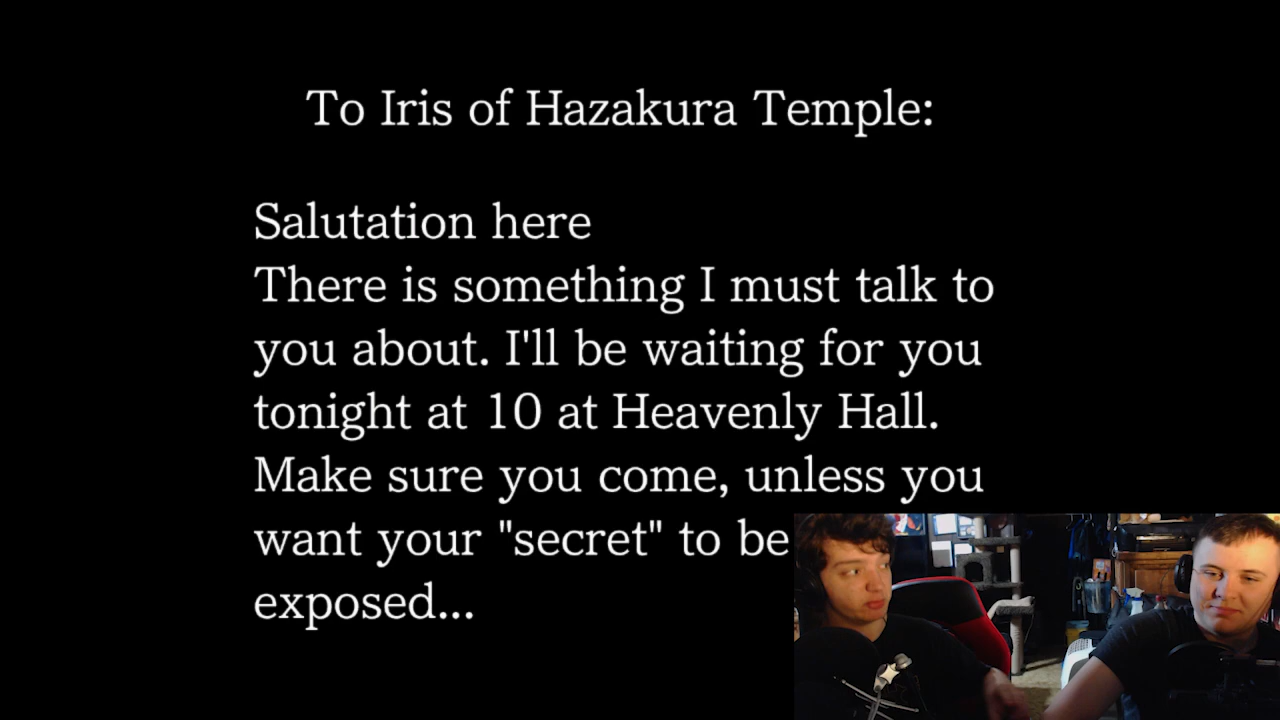 To Iris of Hazakura Temple:
Salutation here
There is something I must talk to
you about. I'll be waiting for you
tonight at 10 at Heavenly Hall.
Make sure you come, unless you
want your "secret" to be
exposed...